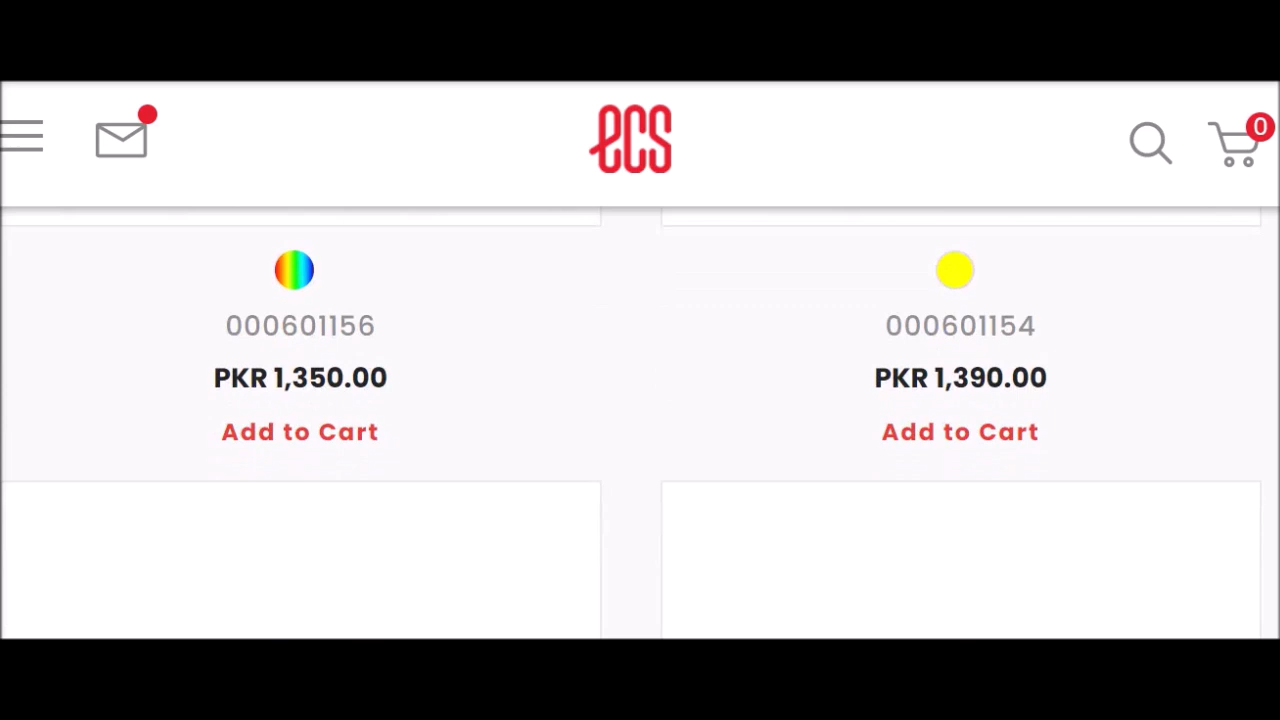 ecs
0
000601156
PKR 1,350.00
Add to Cart
000601154
PKR 1,390.00
Add to Cart